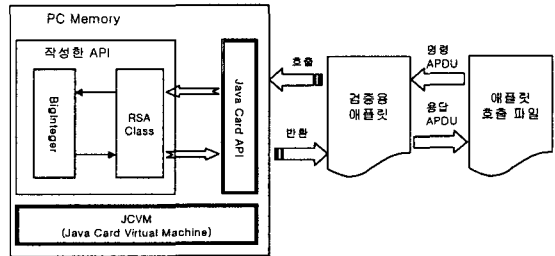 PC Memory
작성한 API
BigInteger
RSA
Class
Java Card API
JCVM
(Java Card Virtual Machine)
호출
반환
검증용
애플릿
명령
APDU
응답
APDU
애플릿
호출 파일